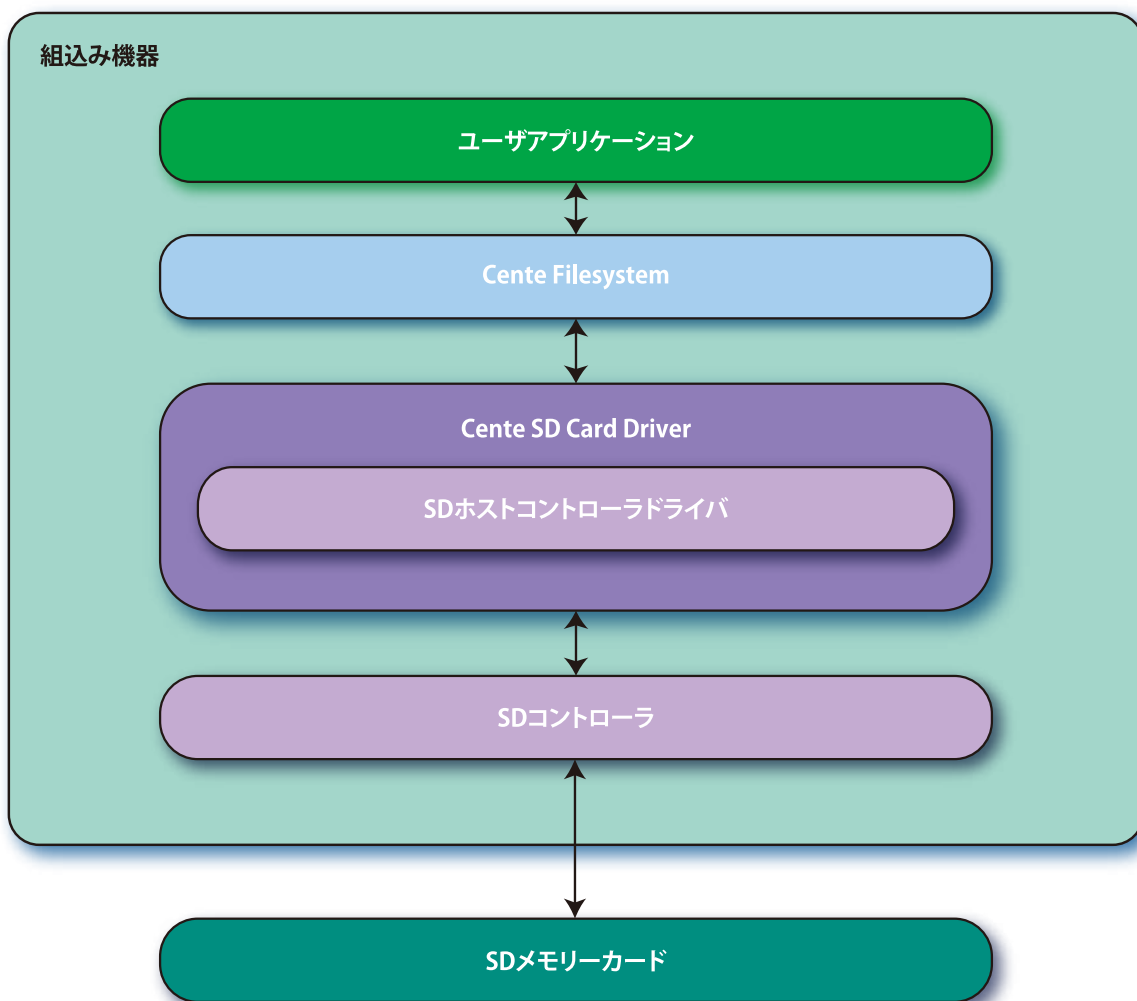 組込み機器
ユーザアプリケーション
Cente Filesystem
Cente SD Card Driver
SDホストコントローラドライバ
SDコントローラ
SDメモリーカード